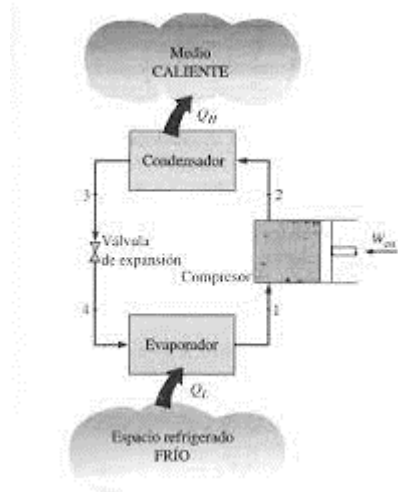 Medio
CALIENTE
Q_H
Condensador
3
2
Válvula
de expansión
Compresor
W_en
4
1
Evaporador
Q_L
Espacio refrigerado
FRÍO